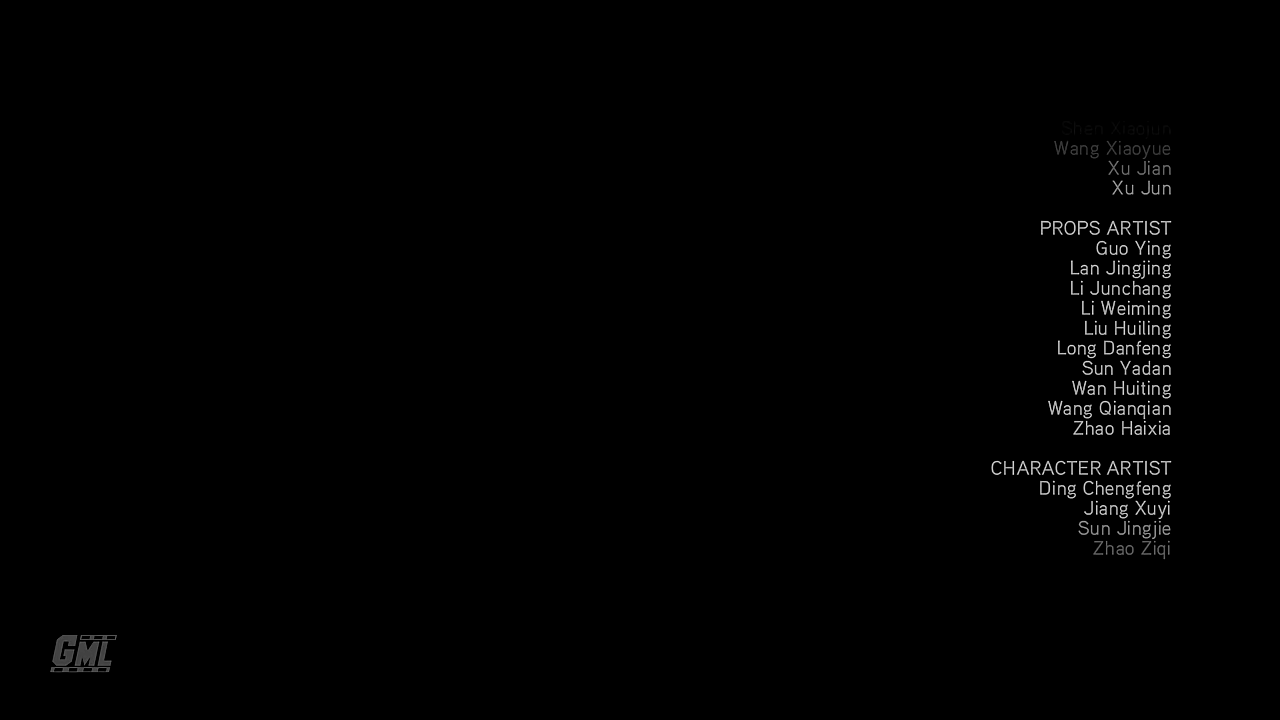 Shen Xiaojun
Wang Xiaoyue
Xu Jian
Xu Jun
PROPS ARTIST
Guo Ying
Lan Jingjing
Li Junchang
Li Weiming
Liu Huiling
Long Danfeng
Sun Yadan
Wan Huiting
Wang Qianqian
Zhao Haixia
CHARACTER ARTIST
Ding Chengfeng
Jiang Xuyi
Sun Jingjie
Zhao Ziqi
GML